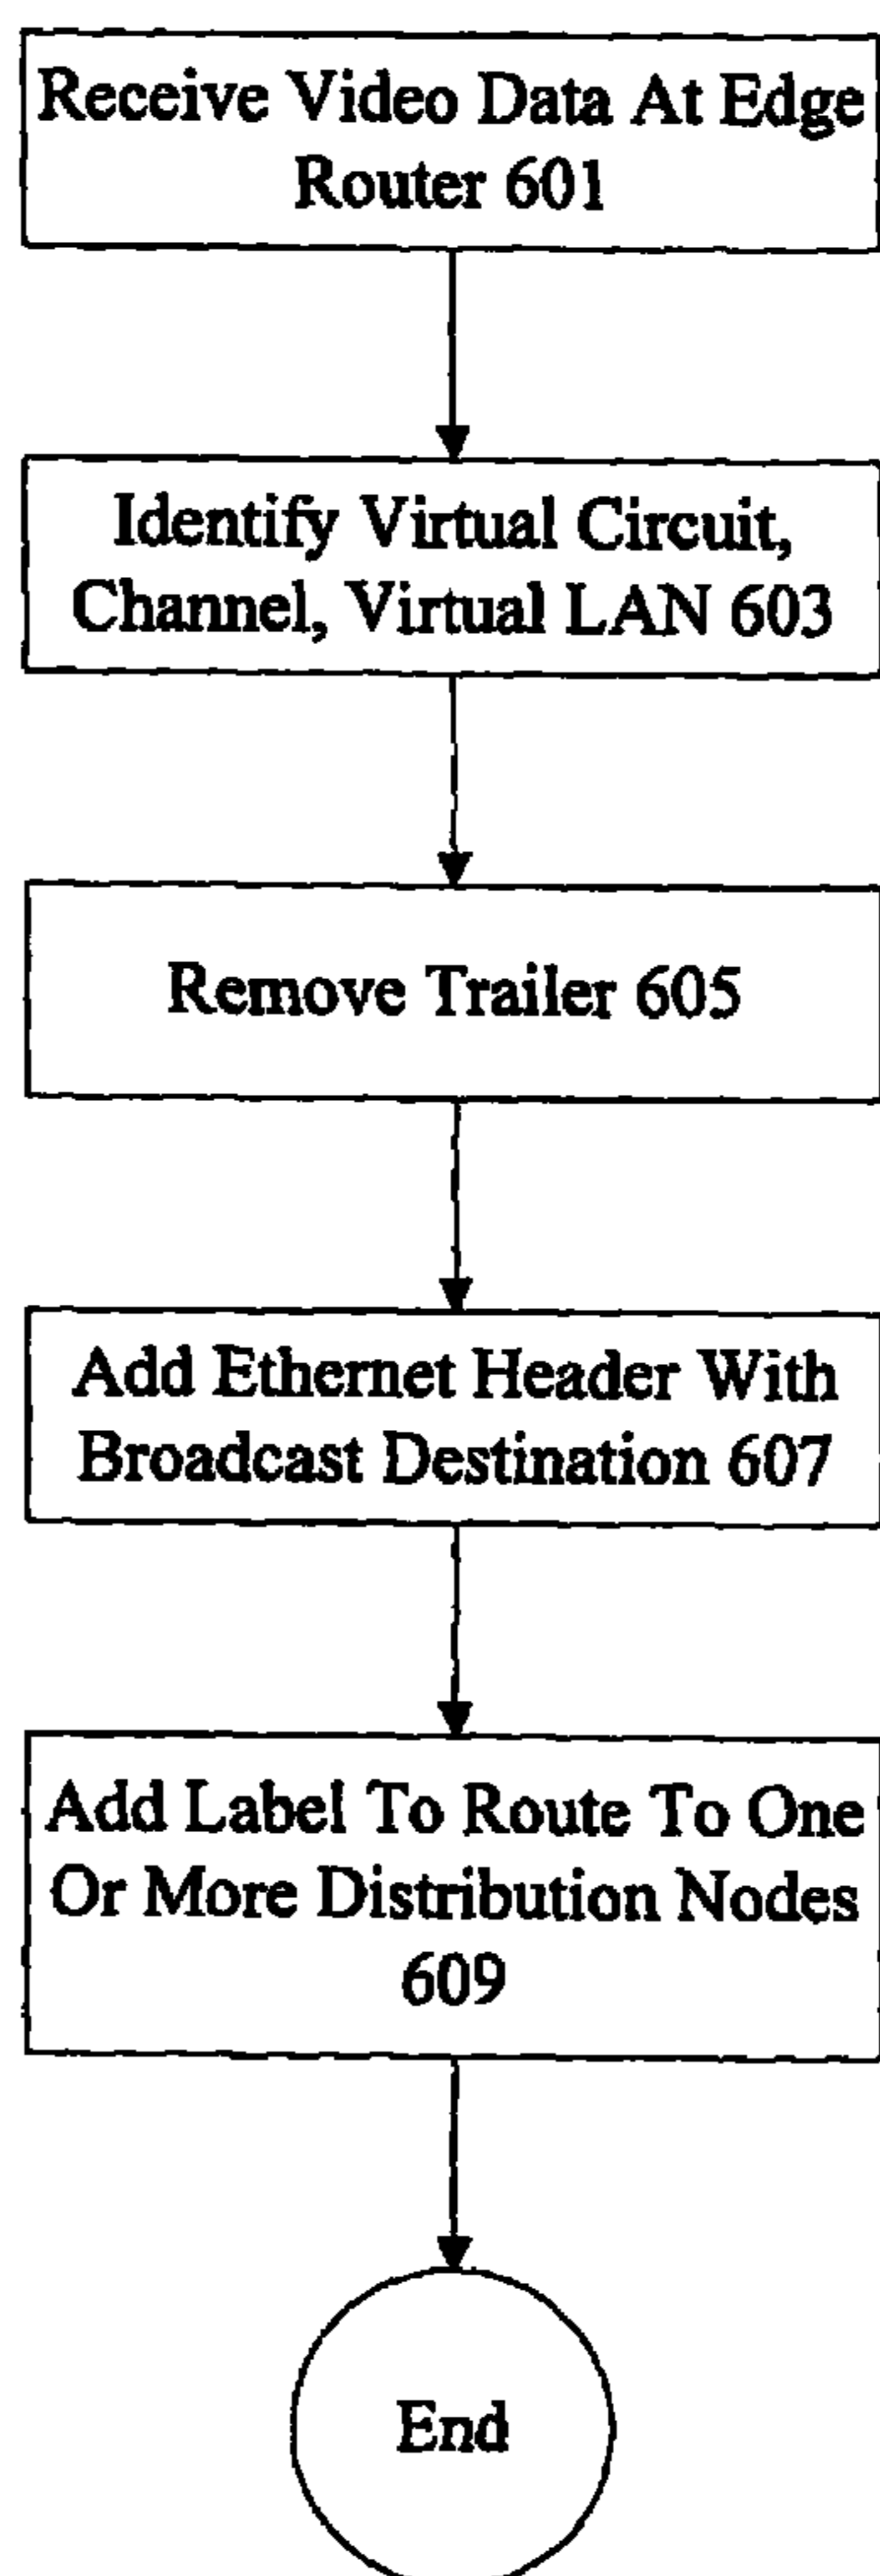 Receive Video Data At Edge
Router 601
Identify Virtual Circuit,
Channel, Virtual LAN 603
Remove Trailer 605
Add Ethernet Header With
Broadcast Destination 607
Add Label To Route To One
Or More Distribution Nodes
609
End